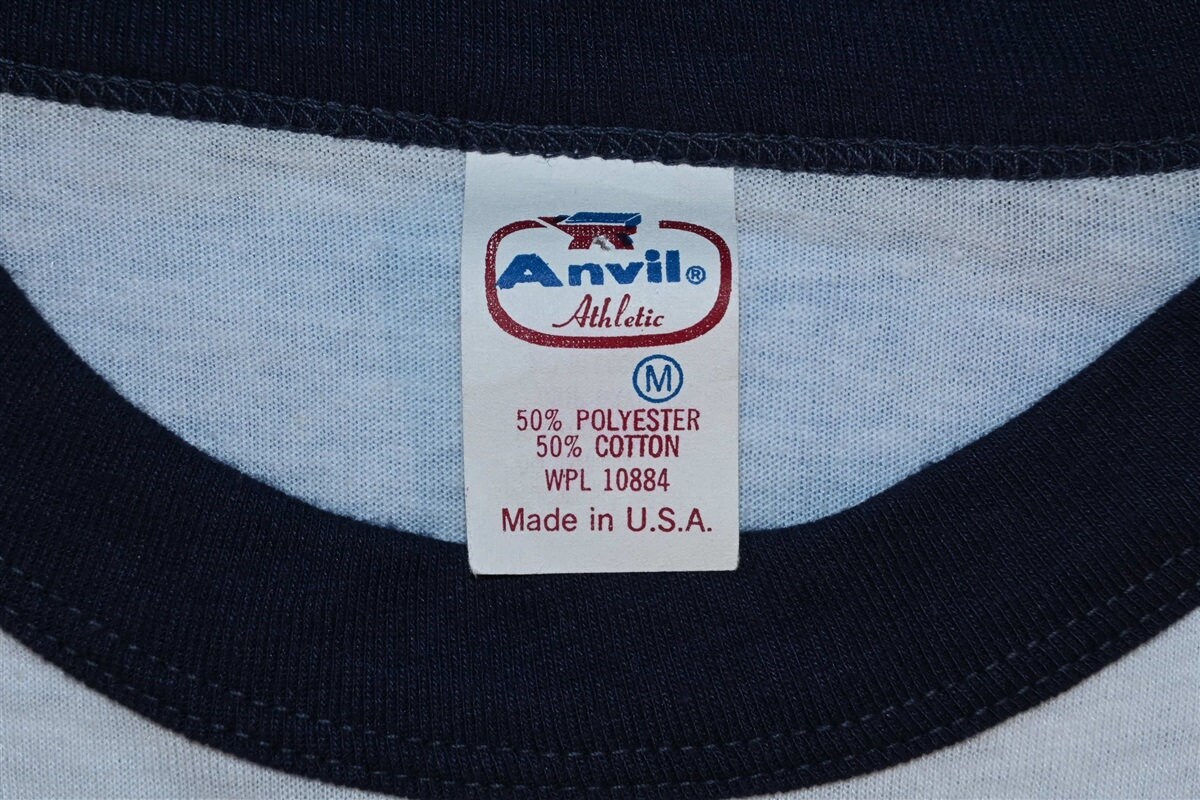 Anvil®
Athletic
M
50% POLYESTER
50% COTTON
WPL 10884
Made in U.S.A.